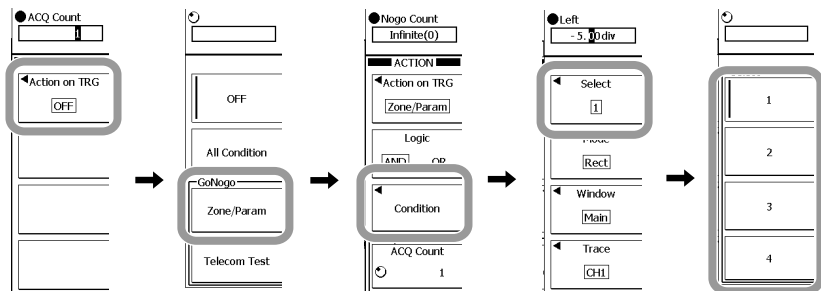 ACQ Count
1
Action on TRG
OFF
OFF
All Condition
GoNogo
Zone/Param
Telecom Test
Nogo Count
Infinite(0)
ACTION
Action on TRG
Zone/Param
Logic
AND OR
Condition
ACQ Count
1
Left
-5.00div
Select
1
Mode
Rect
Window
Main
Trace
CH1
1
2
3
4